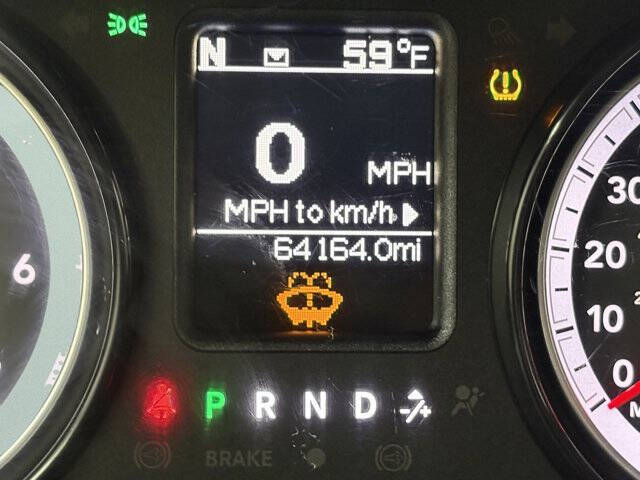 N 59°F
0 MPH
MPH to km/h
64164.0mi
P R N D
BRAKE
6
30
20
10
0